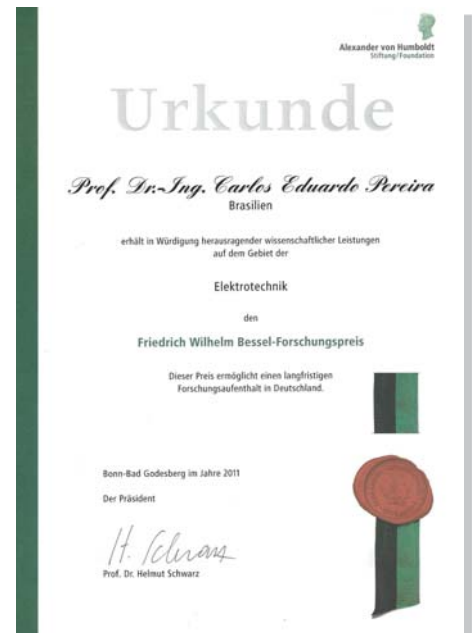 Alexander von Humboldt
Stiftung/Foundation
Urkunde
Prof. Dr.-Ing. Carlos Eduardo Pereira
Brasilien
erhält in Würdigung herausragender wissenschaftlicher Leistungen
auf dem Gebiet der
Elektrotechnik
den
Friedrich Wilhelm Bessel-Forschungspreis
Dieser Preis ermöglicht einen langfristigen
Forschungsaufenthalt in Deutschland.
Bonn-Bad Godesberg im Jahre 2011
Der Präsident
H. Schwarz
Prof. Dr. Helmut Schwarz